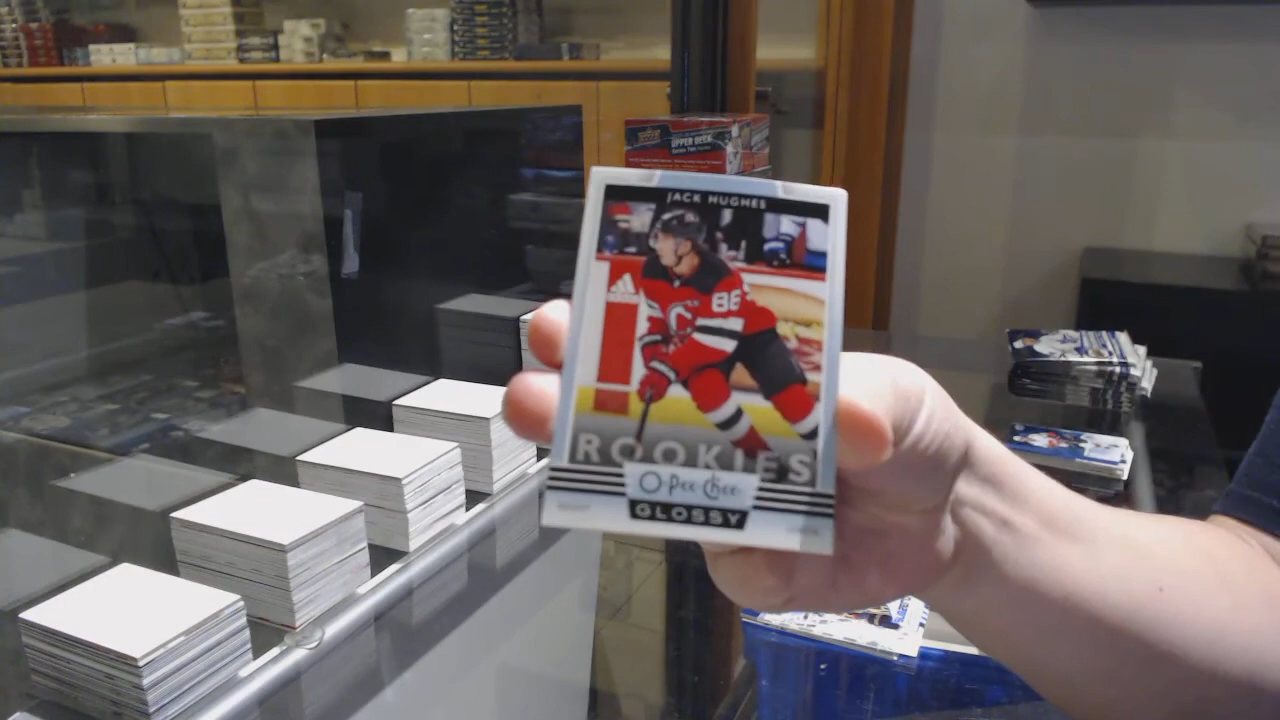 UPPER DECK
JACK HUGHES
86
ROOKIES
O-Pee-Chee
GLOSSY